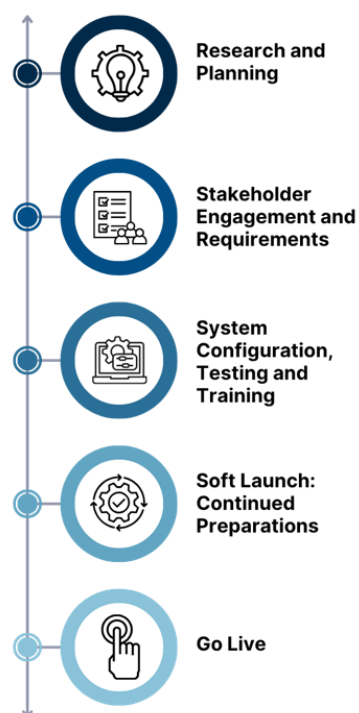 Research and
Planning
Stakeholder
Engagement and
Requirements
System
Configuration,
Testing and
Training
Soft Launch:
Continued
Preparations
Go Live